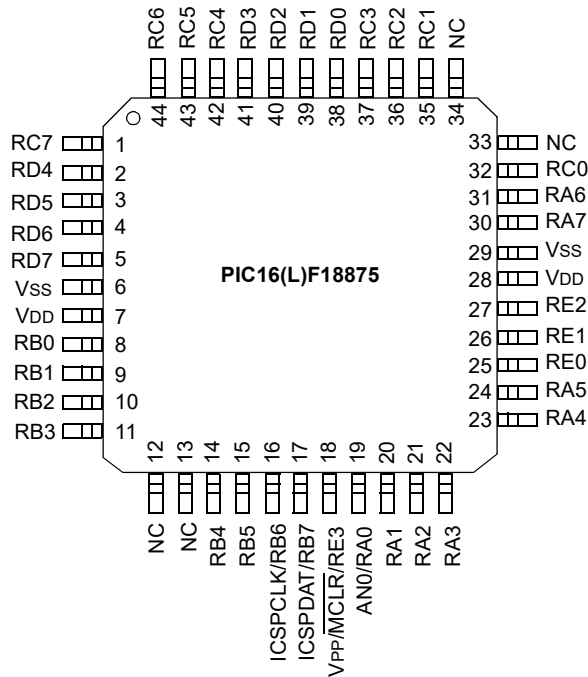 RC6
RC5
RC4
RD3
RD2
RD1
RD0
RC3
RC2
RC1
NC
44
43
42
41
40
39
38
37
36
35
34
RC7 1
RD4 2
RD5 3
RD6 4
RD7 5
VSS 6
VDD 7
RB0 8
RB1 9
RB2 10
RB3 11
PIC16(L)F18875
33 NC
32 RC0
31 RA6
30 RA7
29 VSS
28 VDD
27 RE2
26 RE1
25 RE0
24 RA5
23 RA4
12
13
14
15
16
17
18
19
20
21
22
NC
NC
RB4
RB5
ICSPCLK/RB6
ICSPDAT/RB7
VPP/MCLR/RE3
AN0/RA0
RA1
RA2
RA3